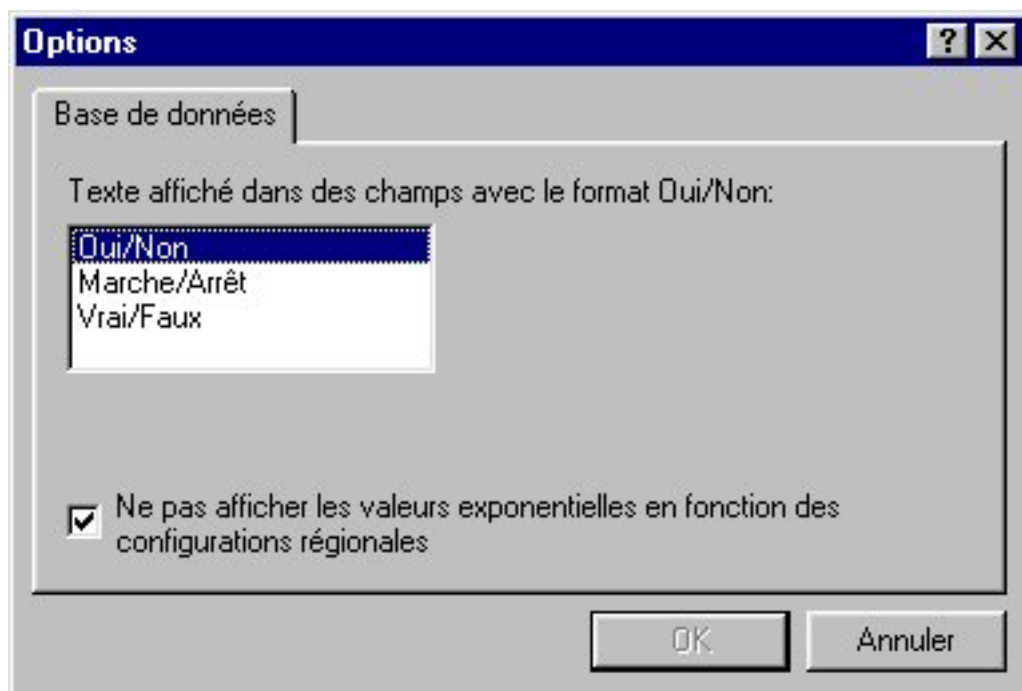 Options
Base de données
Texte affiché dans des champs avec le format Oui/Non:
Oui/Non
Marche/Arrêt
Vrai/Faux
Ne pas afficher les valeurs exponentielles en fonction des
configurations régionales
OK
Annuler